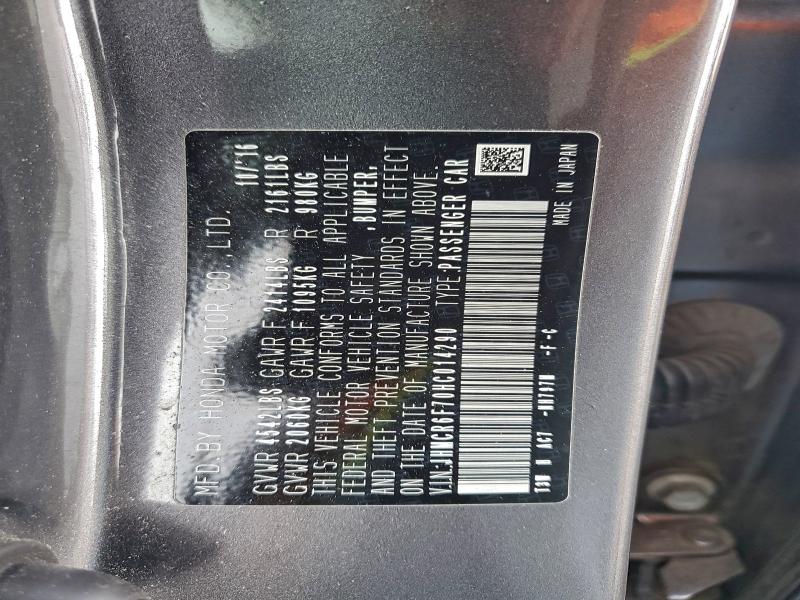 MFD.BY HONDA MOTOR CO.,LTD. 10/'16
GVWR 4542LBS GAWR F 2414LBS R 2161LBS
GVWR 2060KG GAWR F 1095KG R 980KG
THIS VEHICLE CONFORMS TO ALL APPLICABLE
FEDERAL MOTOR VEHICLE SAFETY ,BUMPER,
AND THEFT PREVENTION STANDARDS IN EFFECT
ON THE DATE OF MANUFACTURE SHOWN ABOVE.
V.I.N.:JHMCR6F70HC014290 TYPE:PASSENGER CAR
-F-C
MADE IN JAPAN